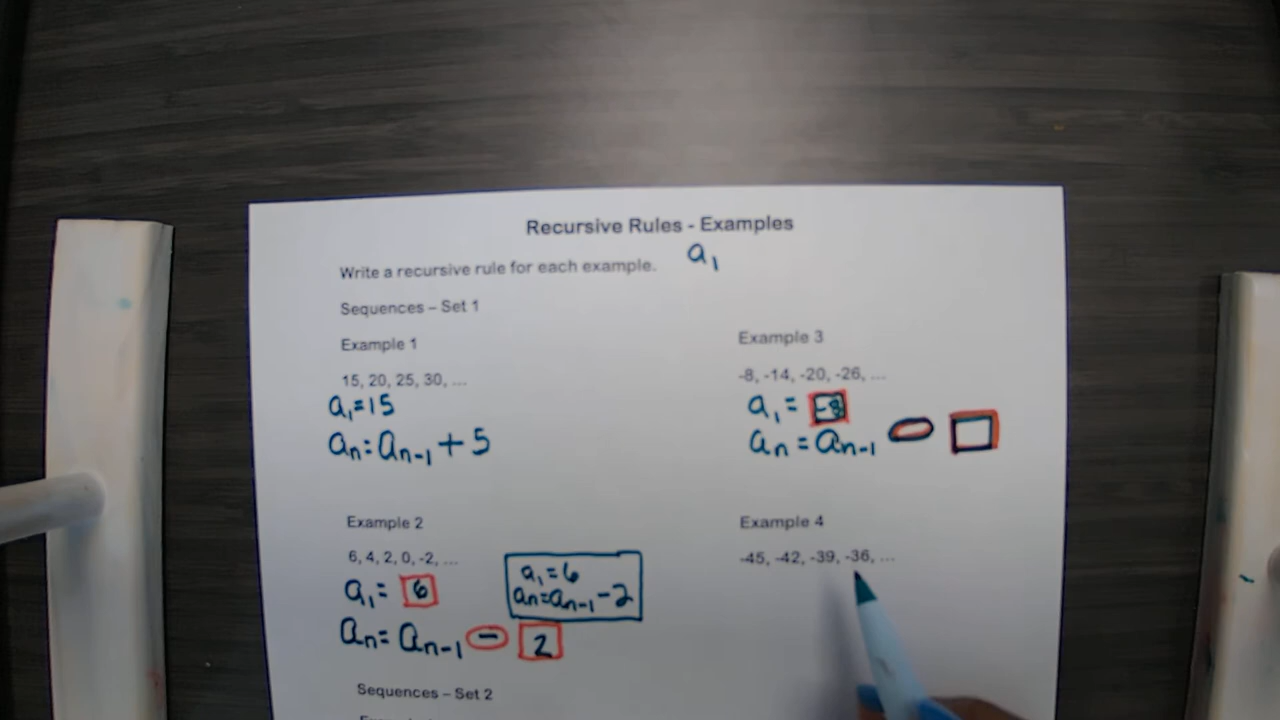 Recursive Rules - Examples
Write a recursive rule for each example. a₁
Sequences – Set 1
Example 1
15, 20, 25, 30, ...
a₁=15
aₙ=aₙ₋₁+5
Example 2
6, 4, 2, 0, -2, ...
a₁= 6
aₙ=aₙ₋₁ - 2
a₁=6
aₙ=aₙ₋₁-2
Example 3
-8, -14, -20, -26, ...
a₁= -8
aₙ=aₙ₋₁ -
Example 4
-45, -42, -39, -36, ...
Sequences – Set 2